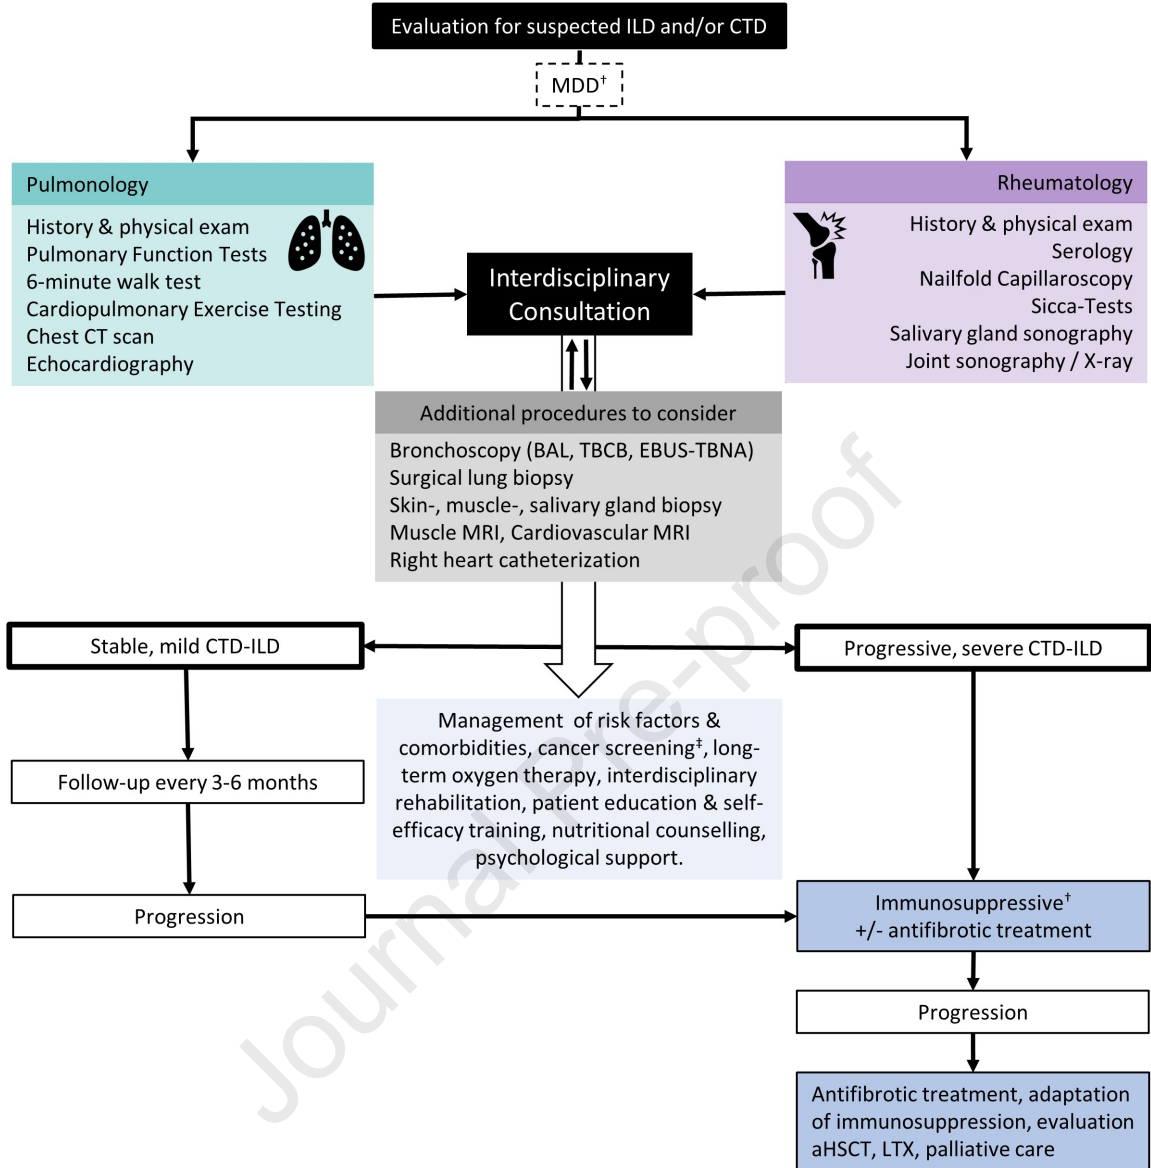 Evaluation for suspected ILD and/or CTD
MDD†
Pulmonology
History & physical exam
Pulmonary Function Tests
6-minute walk test
Cardiopulmonary Exercise Testing
Chest CT scan
Echocardiography
Rheumatology
History & physical exam
Serology
Nailfold Capillaroscopy
Sicca-Tests
Salivary gland sonography
Joint sonography / X-ray
Interdisciplinary
Consultation
Additional procedures to consider
Bronchoscopy (BAL, TBCB, EBUS-TBNA)
Surgical lung biopsy
Skin-, muscle-, salivary gland biopsy
Muscle MRI, Cardiovascular MRI
Right heart catheterization
Stable, mild CTD-ILD
Progressive, severe CTD-ILD
Management of risk factors &
comorbidities, cancer screening‡, long-
term oxygen therapy, interdisciplinary
rehabilitation, patient education & self-
efficacy training, nutritional counselling,
psychological support.
Follow-up every 3-6 months
Progression
Immunosuppressive†
+/- antifibrotic treatment
Progression
Antifibrotic treatment, adaptation
of immunosuppression, evaluation
aHSCT, LTX, palliative care
Journal Pre-proof